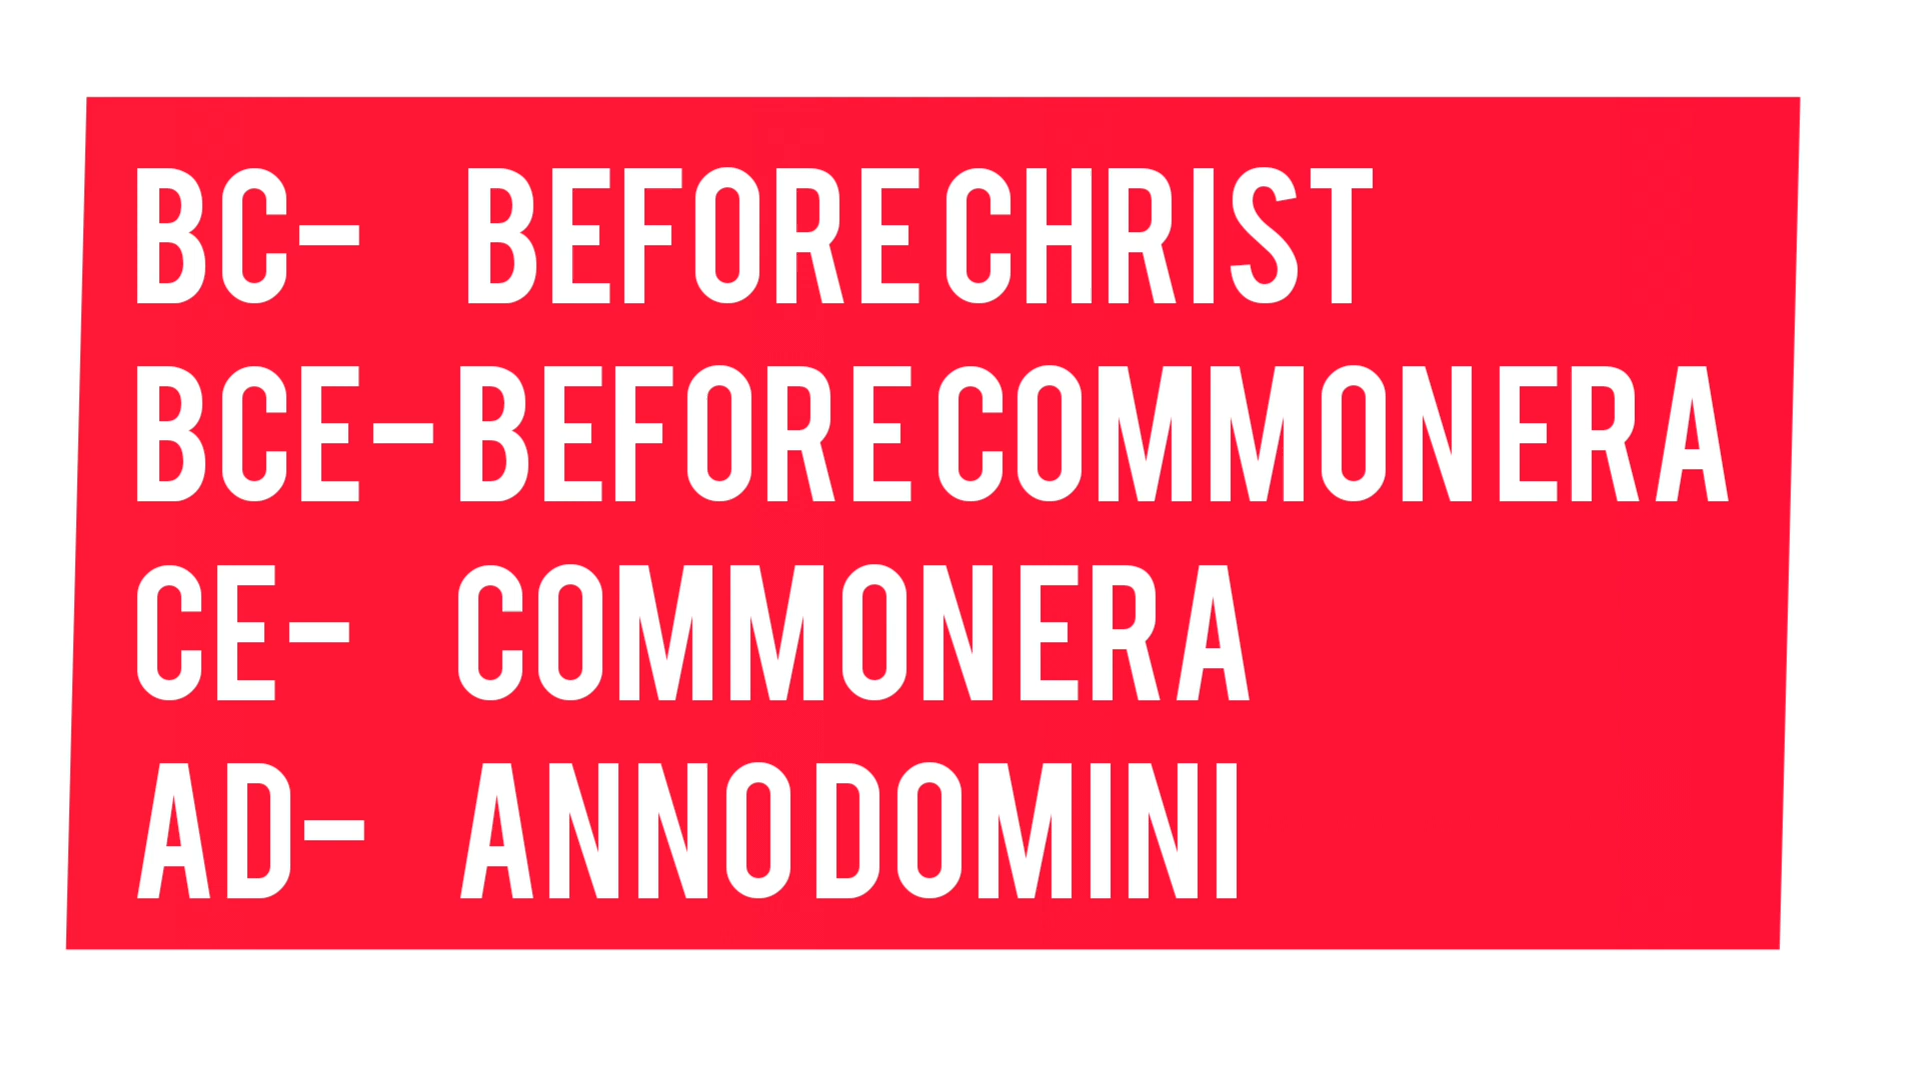 BC- BEFORE CHRIST
BCE-BEFORE COMMON ERA
CE- COMMON ERA
AD- ANNO DOMINI